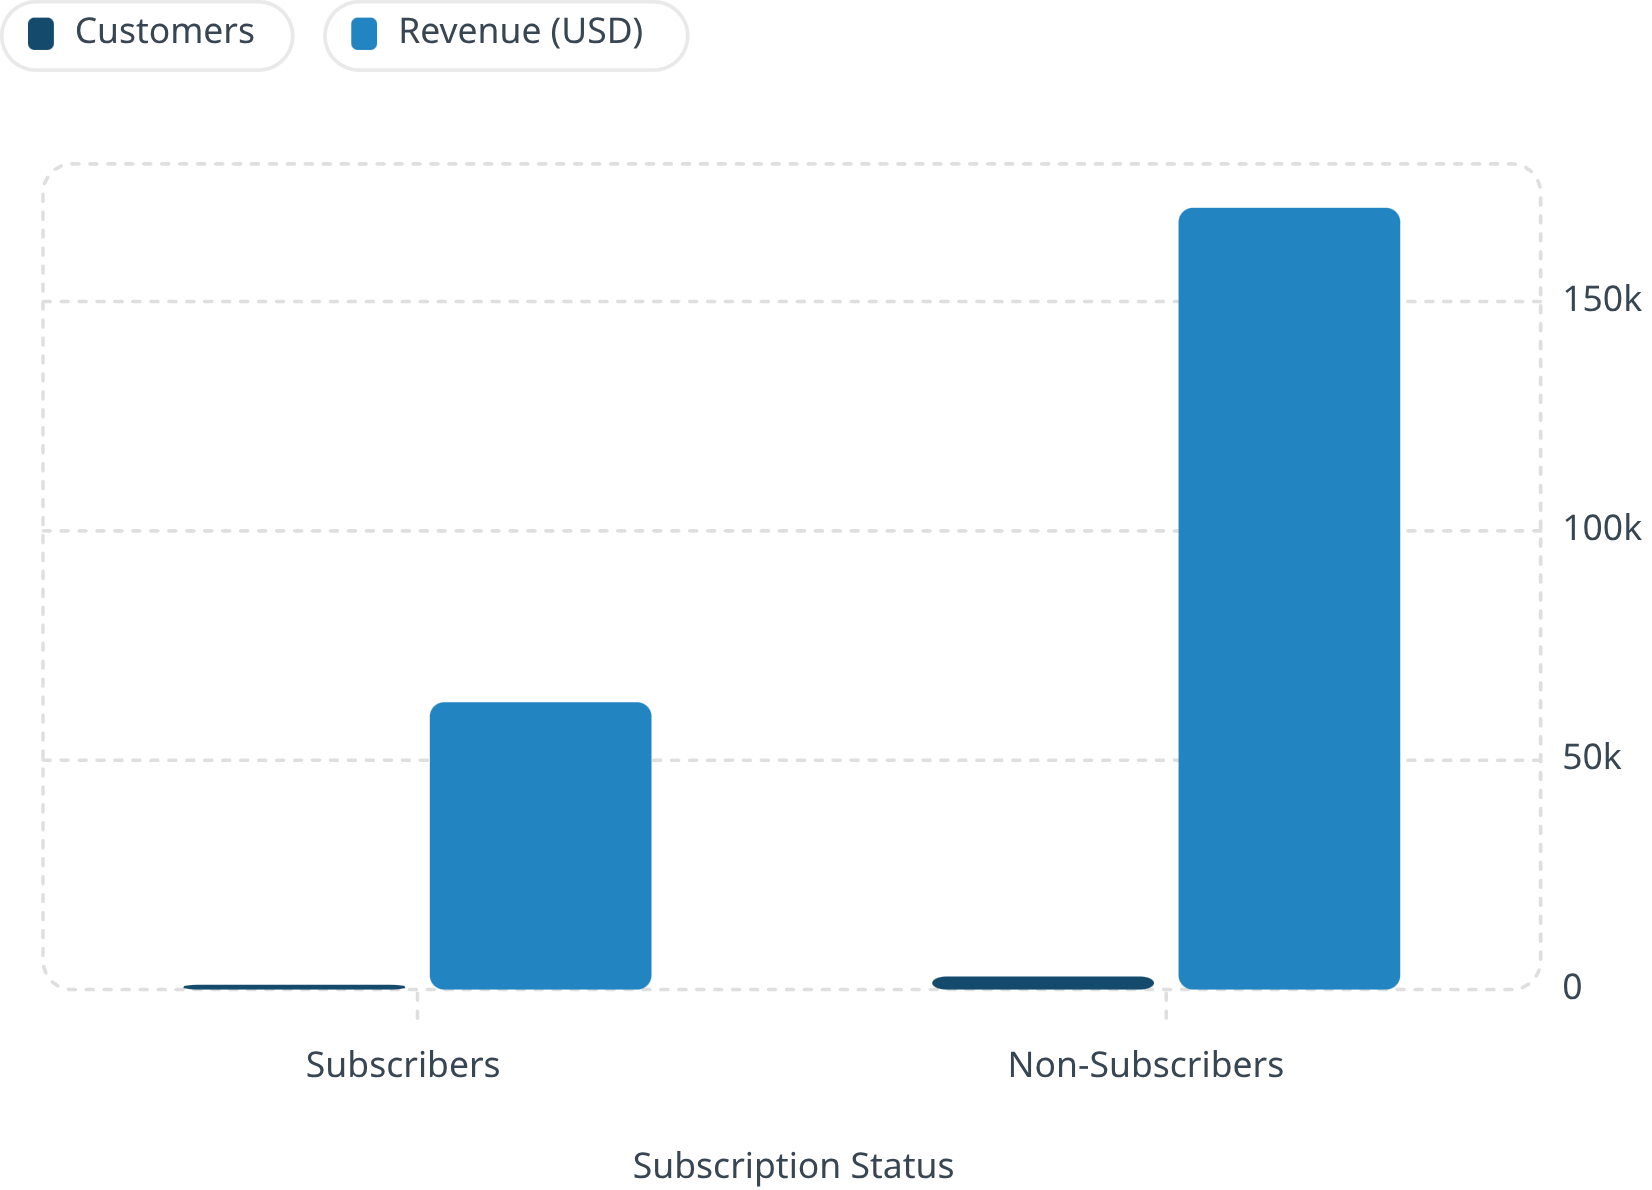 Customers
Revenue (USD)
150k
100k
50k
0
Subscribers
Non-Subscribers
Subscription Status